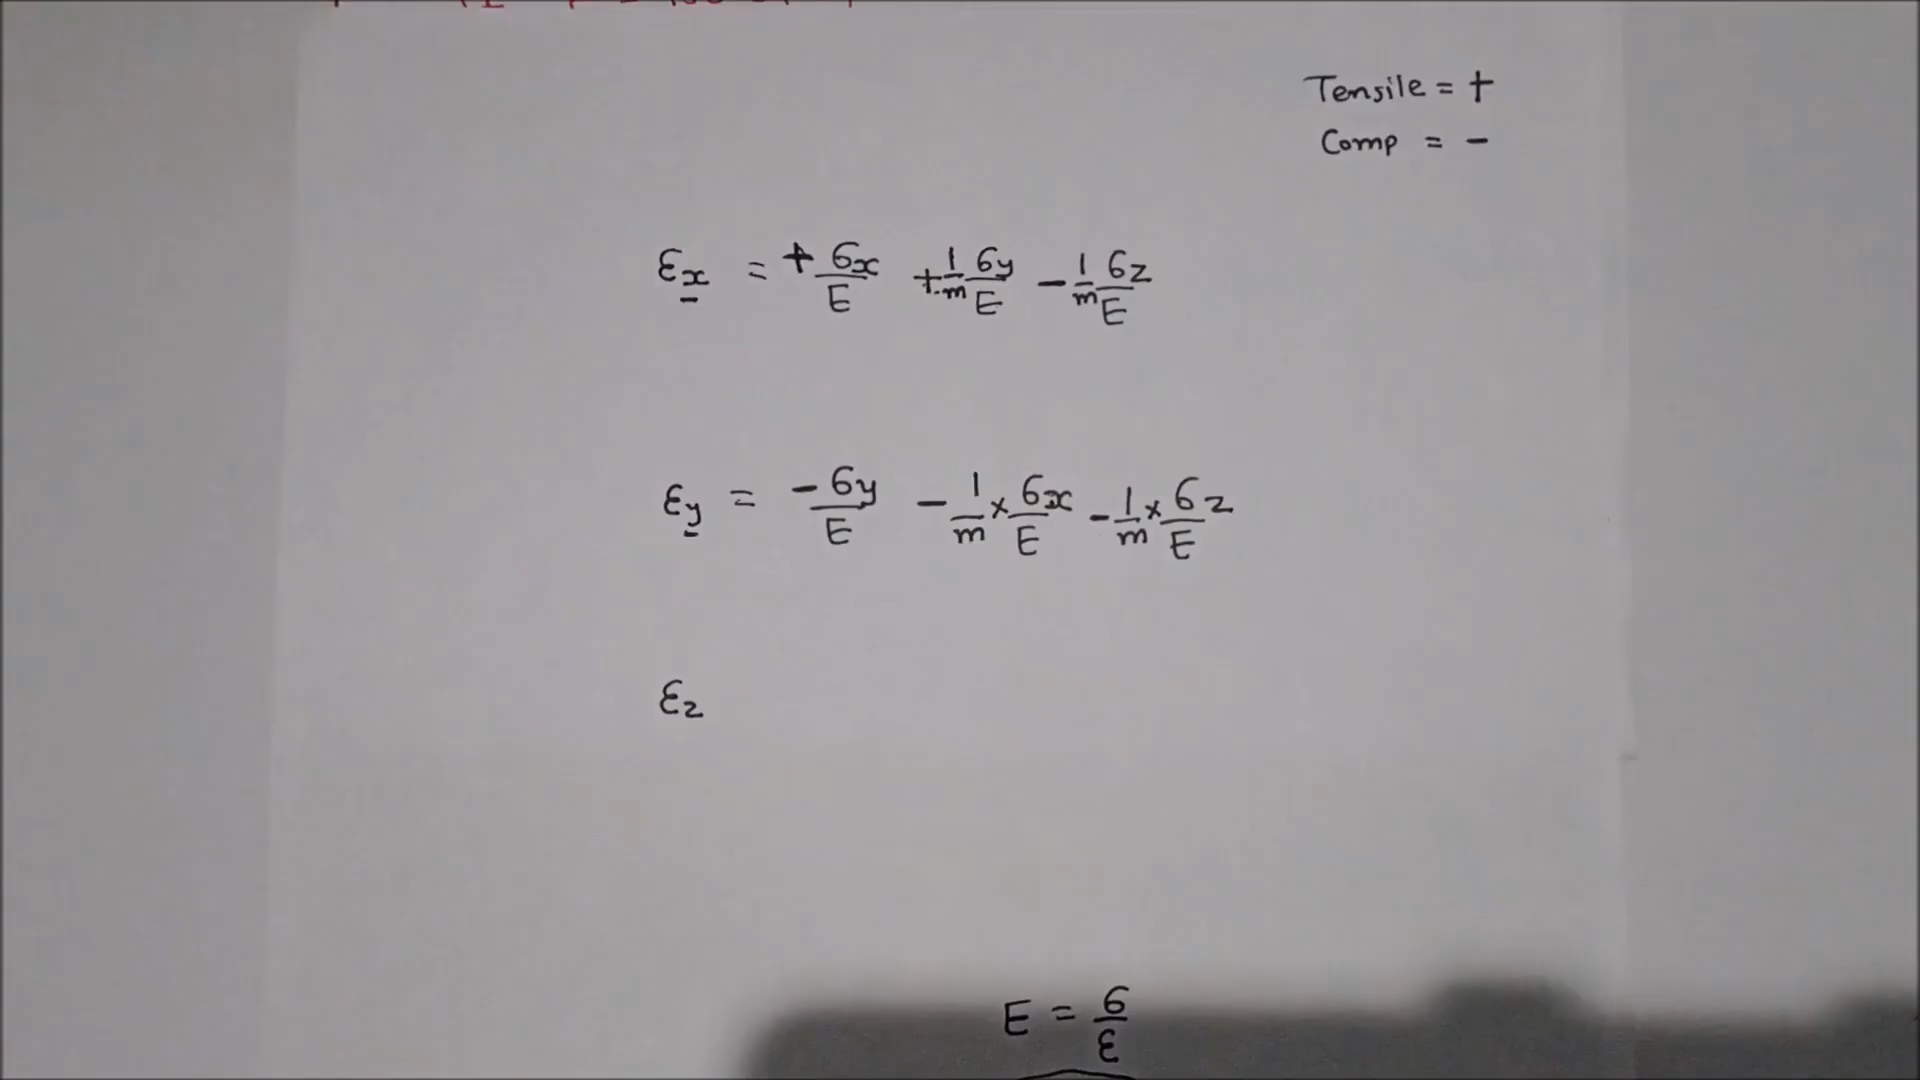 Tensile = +
Comp = -
εx = + σx/E + 1/m σy/E - 1/m σz/E
εy = - σy/E - 1/m × σx/E - 1/m × σz/E
εz
E = σ/ε